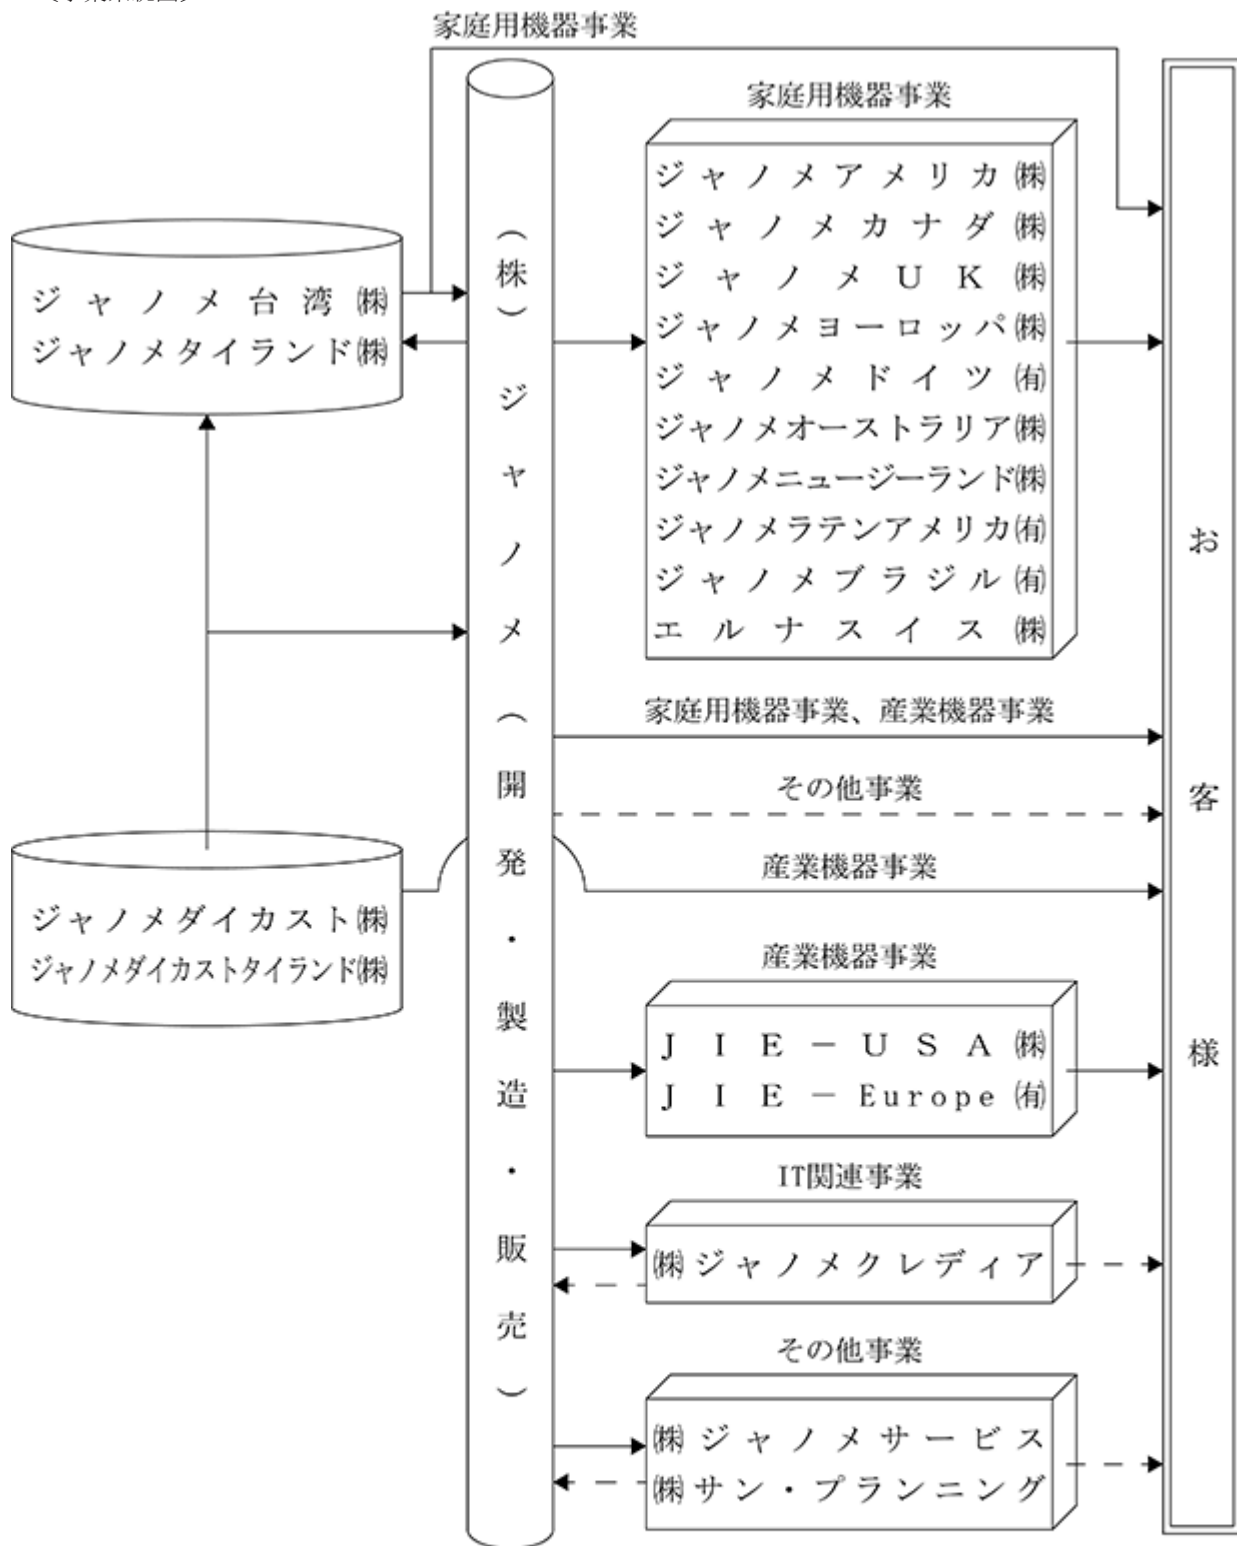 家庭用機器事業
家庭用機器事業
ジャノメアメリカ㈱
ジャノメカナダ㈱
ジャノメUK㈱
ジャノメヨーロッパ㈱
ジャノメドイツ㈲
ジャノメオーストラリア㈱
ジャノメニュージーランド㈱
ジャノメラテンアメリカ㈲
ジャノメブラジル㈲
エルナスイス㈱
ジャノメ台湾㈱
ジャノメタイランド㈱
(株)ジャノメ(開発・製造・販売)
家庭用機器事業、産業機器事業
その他事業
産業機器事業
ジャノメダイカスト㈱
ジャノメダイカストタイランド㈱
産業機器事業
JIE－USA㈱
JIE－Europe㈲
IT関連事業
㈱ジャノメクレディア
その他事業
㈱ジャノメサービス
㈱サン・プランニング
お客様